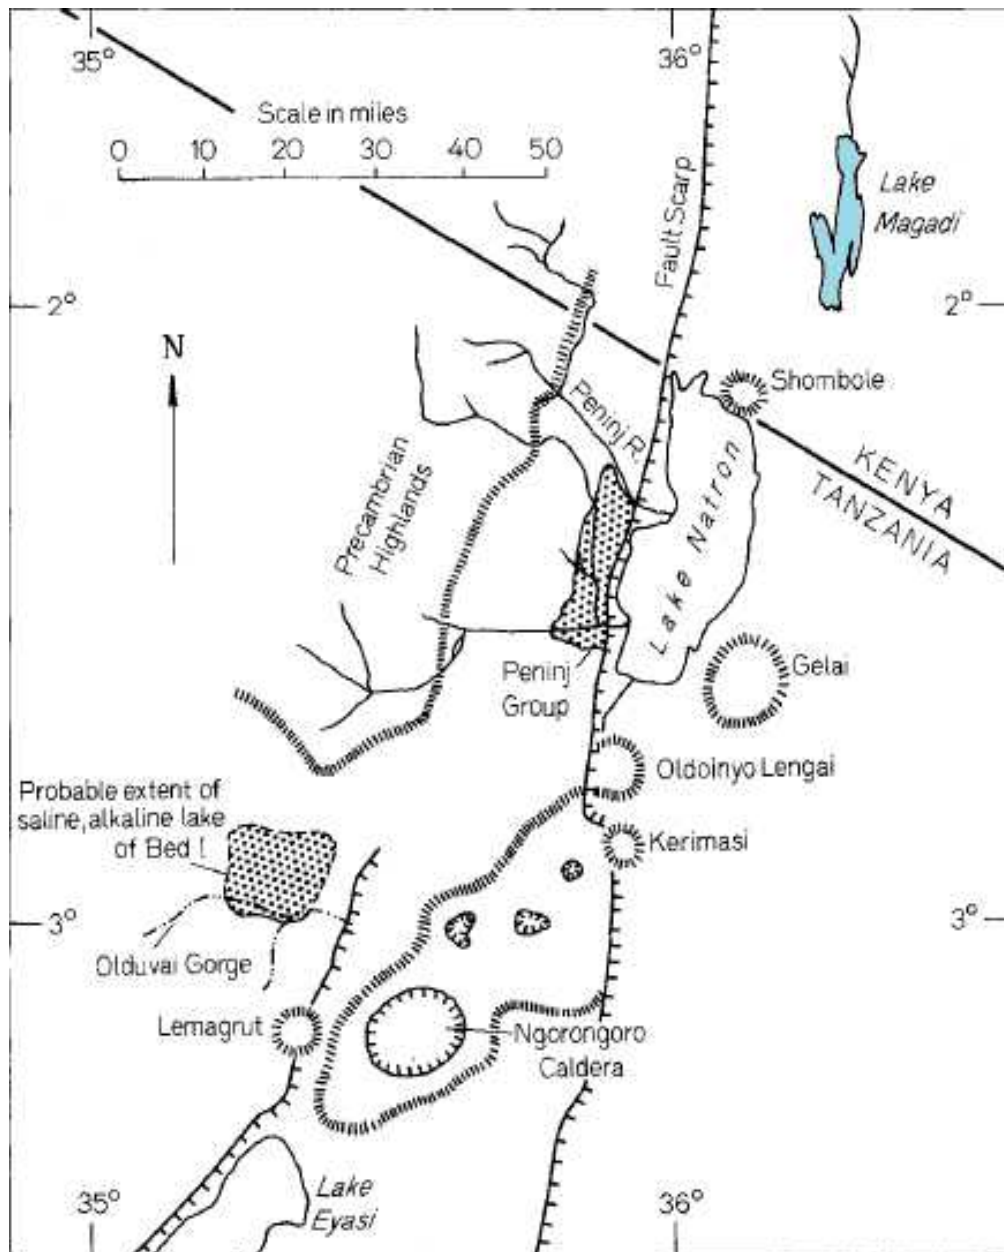 35°
36°
Scale in miles
0 10 20 30 40 50
Fault Scarp
Lake
Magadi
2°
2°
N
Shombole
Peninj R.
KENYA
TANZANIA
Precambrian
Highlands
Lake Natron
Peninj
Group
Gelai
Oldoinyo Lengai
Probable extent of
saline, alkaline lake
of Bed I
Kerimasi
3°
3°
Olduvai Gorge
Lemagrut
Ngorongoro
Caldera
35°
36°
Lake
Eyasi